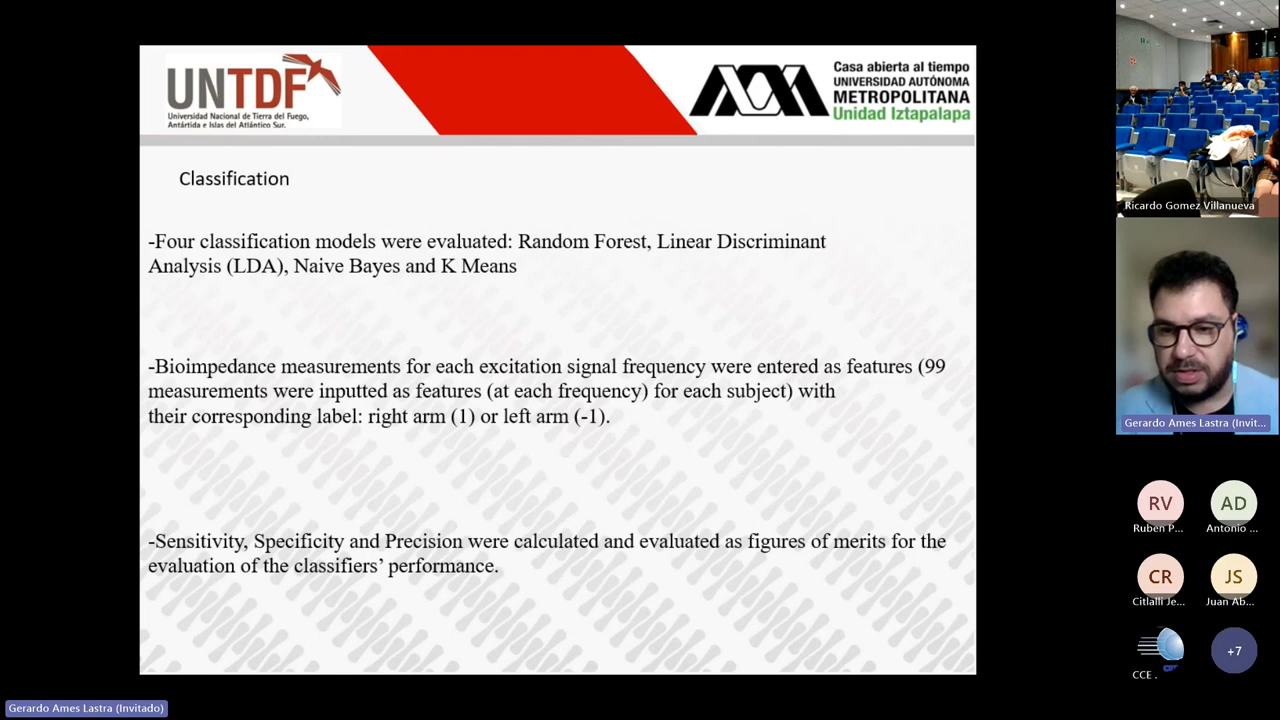 UNTDF
Universidad Nacional de Tierra del Fuego,
Antártida e Islas del Atlántico Sur.
Casa abierta al tiempo
UNIVERSIDAD AUTÓNOMA
METROPOLITANA
Unidad Iztapalapa
Classification
-Four classification models were evaluated: Random Forest, Linear Discriminant
Analysis (LDA), Naive Bayes and K Means
-Bioimpedance measurements for each excitation signal frequency were entered as features (99
measurements were inputted as features (at each frequency) for each subject) with
their corresponding label: right arm (1) or left arm (-1).
-Sensitivity, Specificity and Precision were calculated and evaluated as figures of merits for the
evaluation of the classifiers’ performance.
Ricardo Gomez Villanueva
Gerardo Ames Lastra (Invit...
RV
Ruben P...
AD
Antonio ...
CR
Citlalli Je...
JS
Juan Ab...
CCE .
+7
Gerardo Ames Lastra (Invitado)